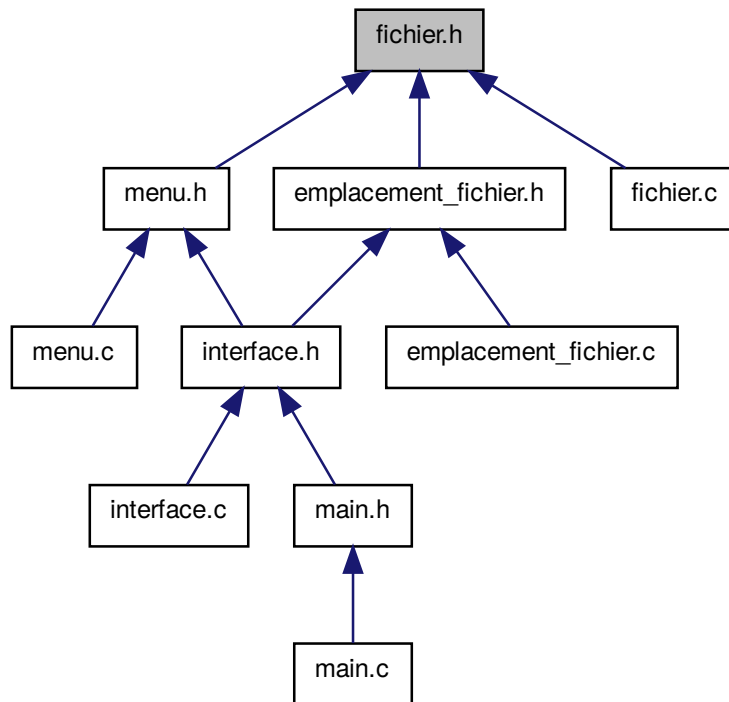 fichier.h
menu.h
emplacement_fichier.h
fichier.c
menu.c
interface.h
emplacement_fichier.c
interface.c
main.h
main.c